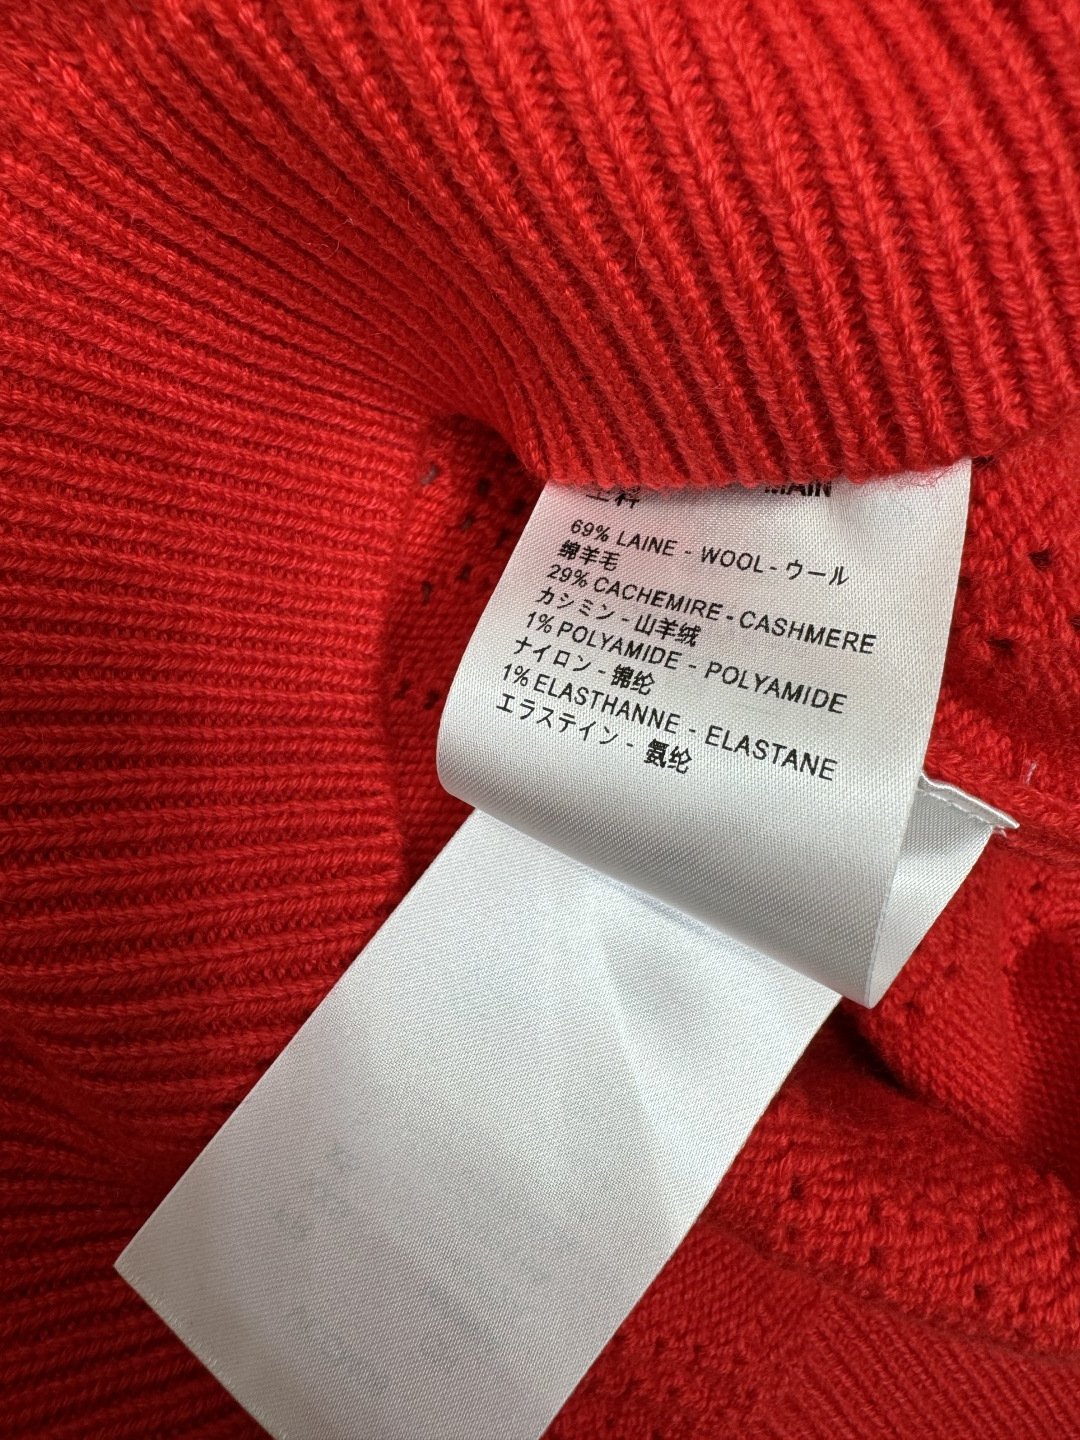 主料 MAIN
69% LAINE - WOOL - ウール
绵羊毛
29% CACHEMIRE - CASHMERE
カシミン - 山羊绒
1% POLYAMIDE - POLYAMIDE
ナイロン - 锦纶
1% ELASTHANNE - ELASTANE
エラステイン - 氨纶